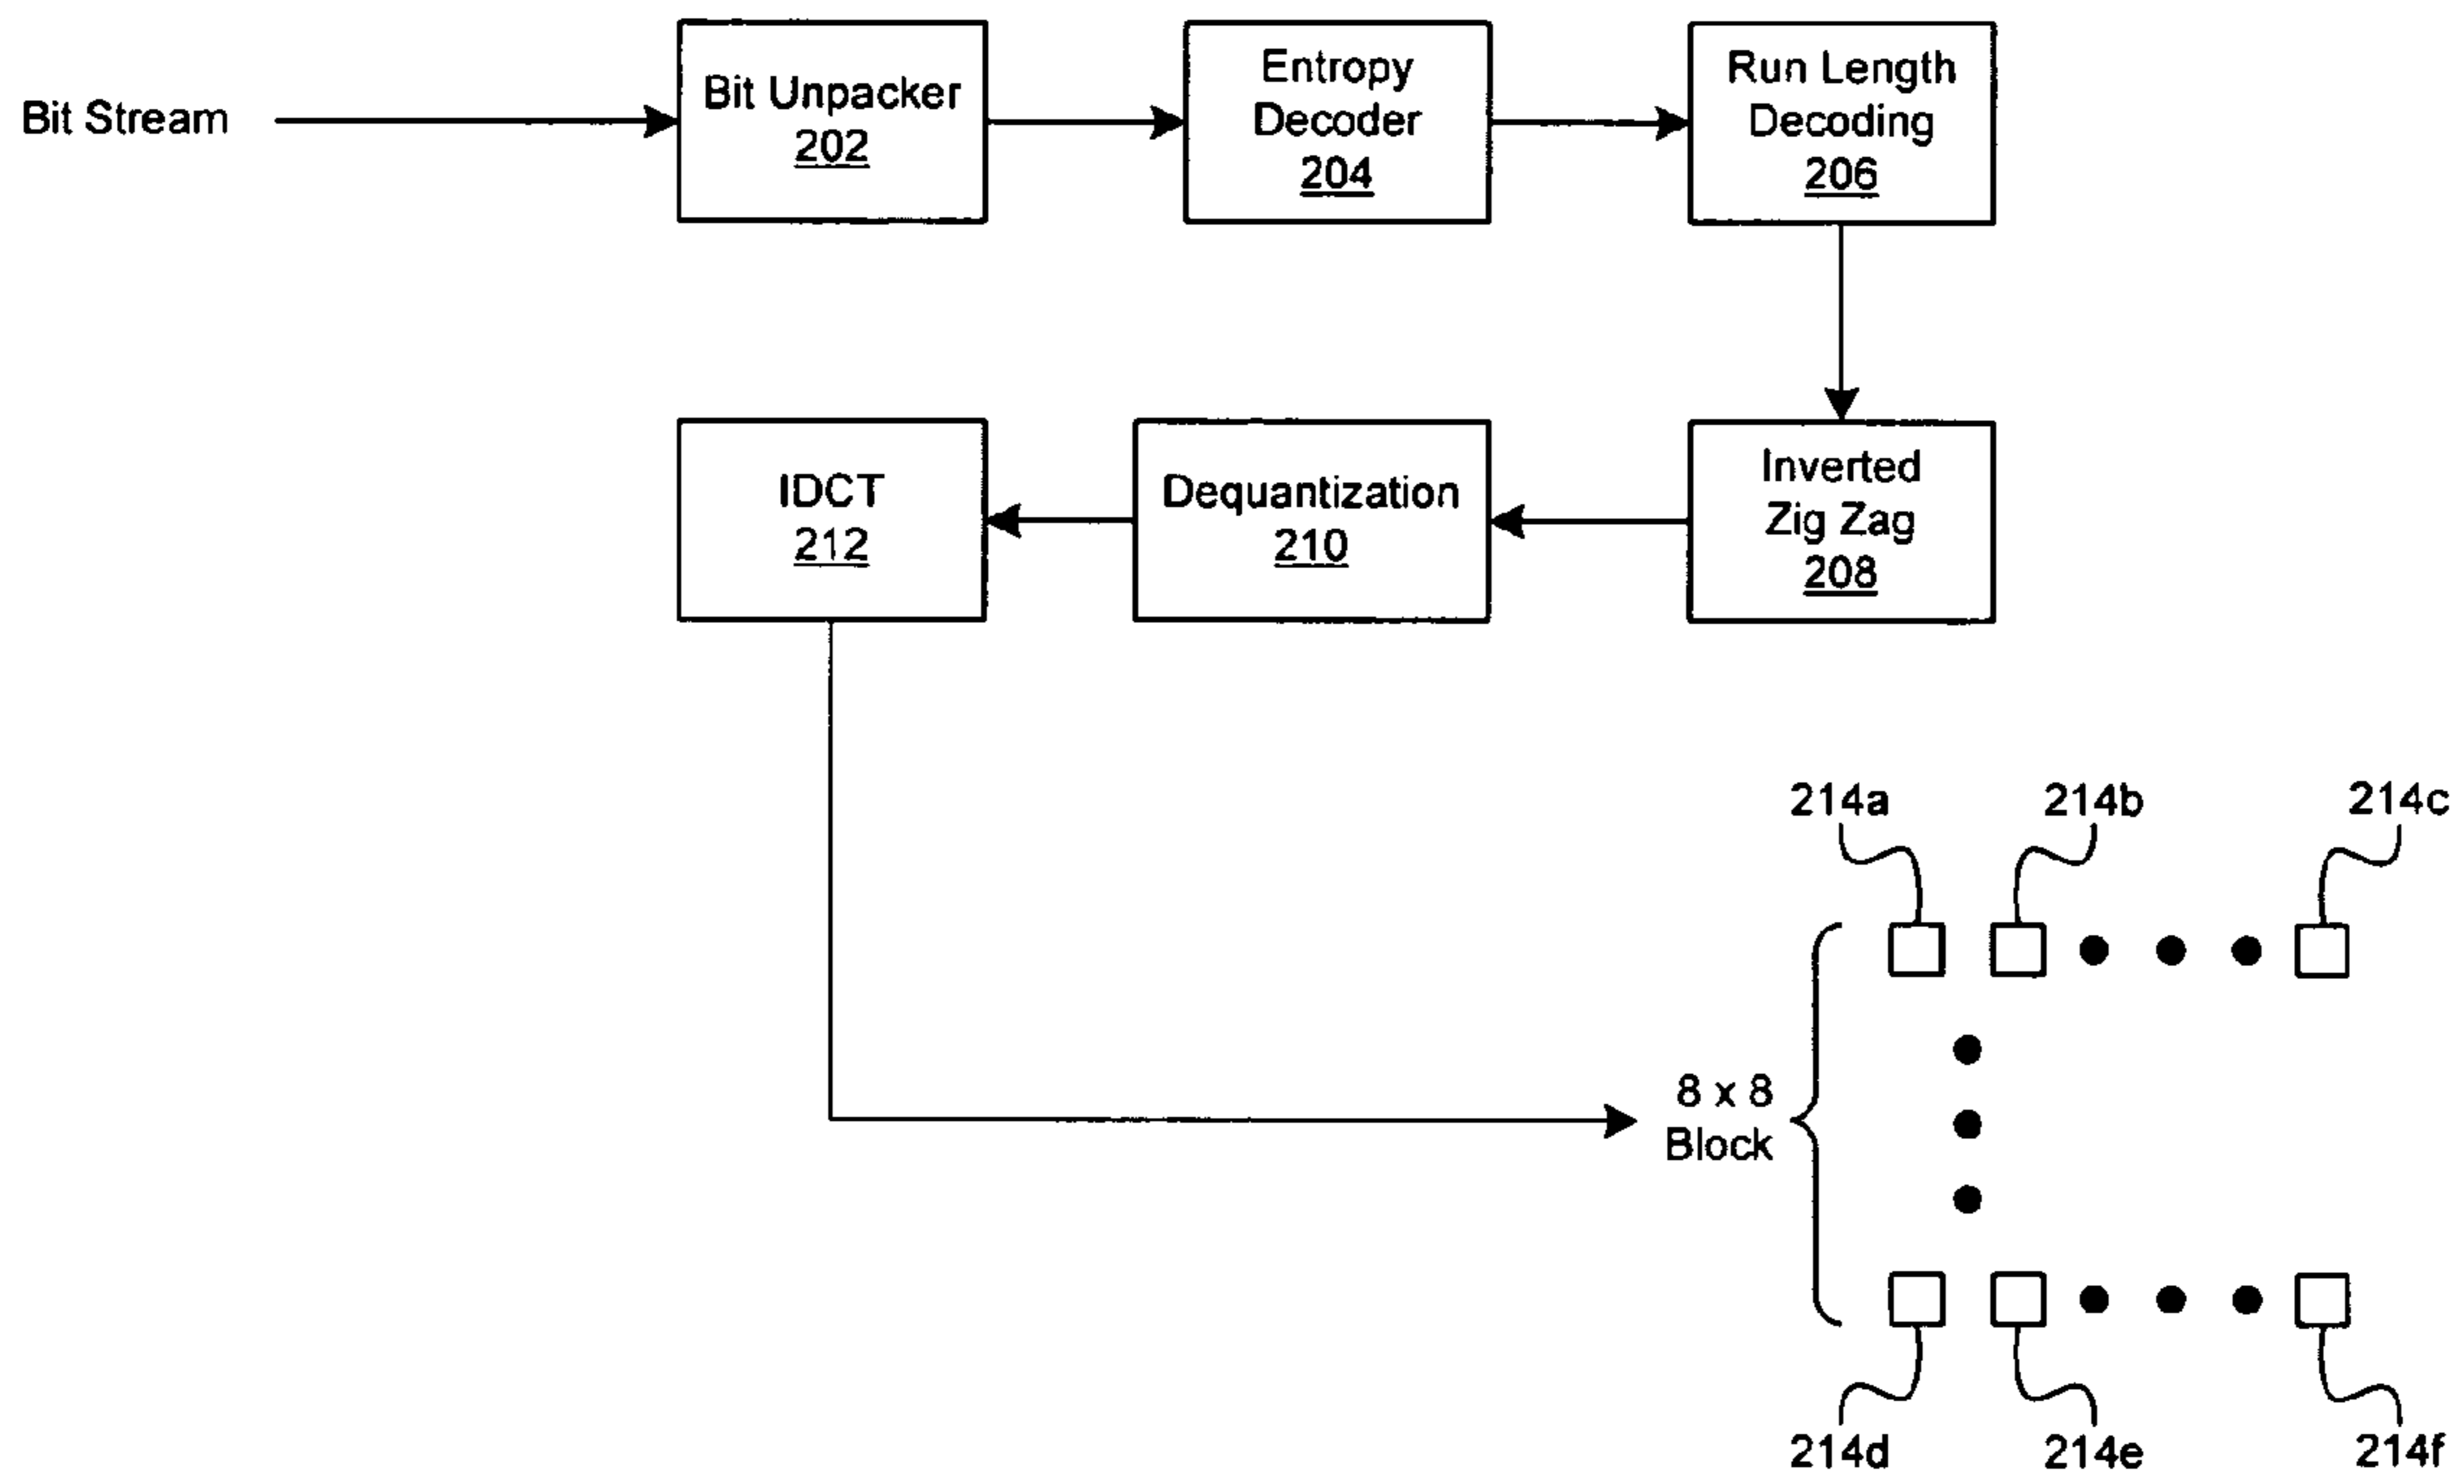 Bit Stream
Bit Unpacker
202
Entropy
Decoder
204
Run Length
Decoding
206
IDCT
212
Dequantization
210
Inverted
Zig Zag
208
214a
214b
214c
8 x 8
Block
214d
214e
214f